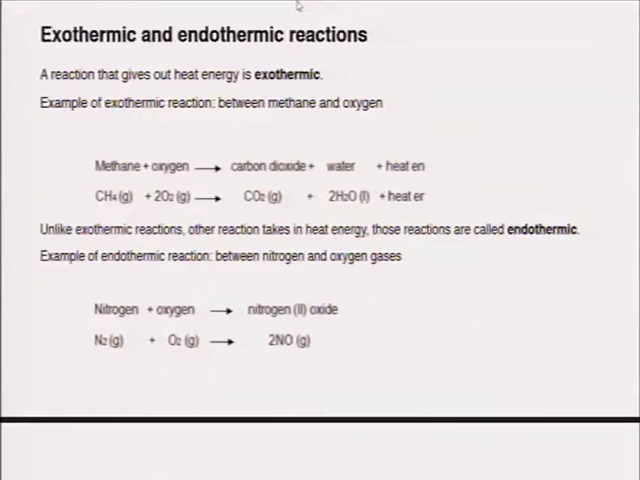 Exothermic and endothermic reactions
A reaction that gives out heat energy is exothermic.
Example of exothermic reaction: between methane and oxygen
Methane + oxygen ⟶ carbon dioxide + water + heat en
CH4 (g) + 2O2 (g) ⟶ CO2 (g) + 2H2O (l) + heat er
Unlike exothermic reactions, other reaction takes in heat energy, those reactions are called endothermic.
Example of endothermic reaction: between nitrogen and oxygen gases
Nitrogen + oxygen ⟶ nitrogen (II) oxide
N2 (g) + O2 (g) ⟶ 2NO (g)